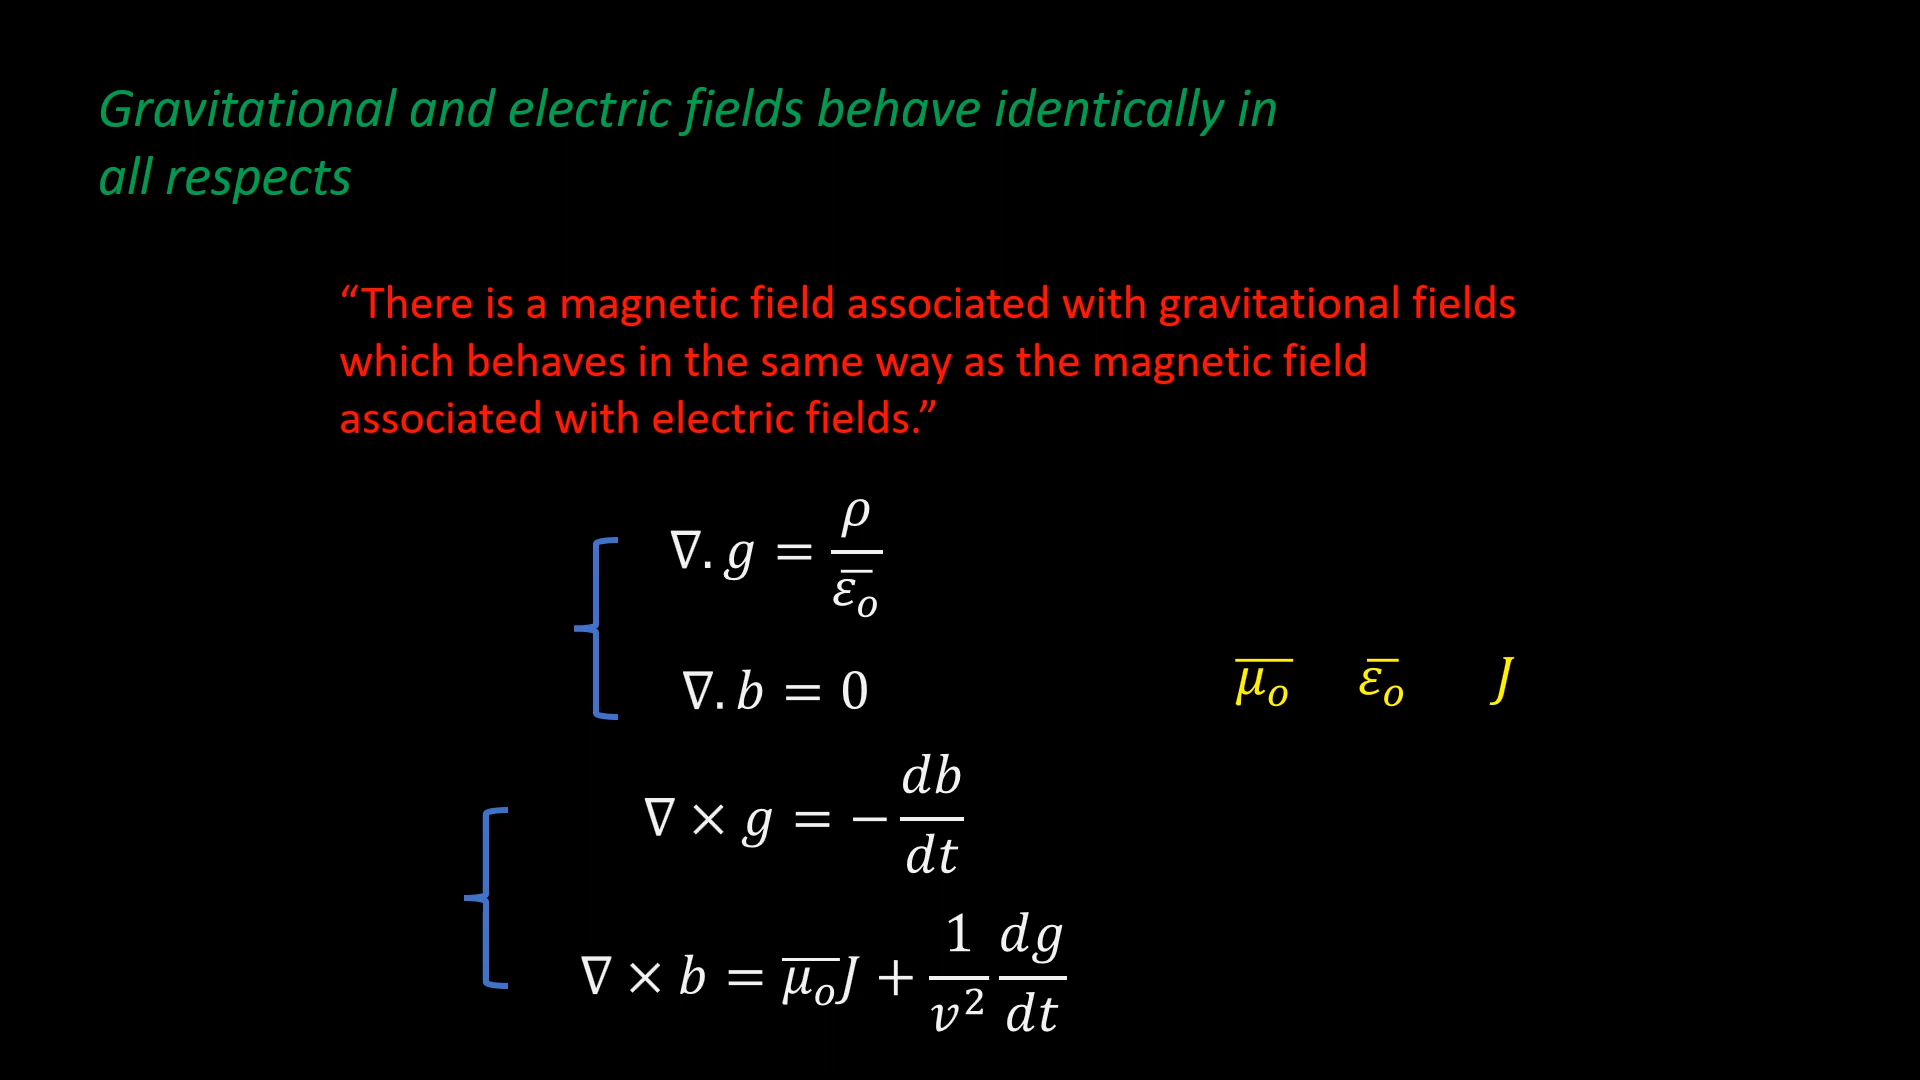 Gravitational and electric fields behave identically in
all respects
“There is a magnetic field associated with gravitational fields
which behaves in the same way as the magnetic field
associated with electric fields.”
∇. g = ρ / ε̅ₒ
∇. b = 0
μ̅ₒ ε̅ₒ J
∇ × g = − db/dt
∇ × b = μ̅ₒJ + 1/v² dg/dt